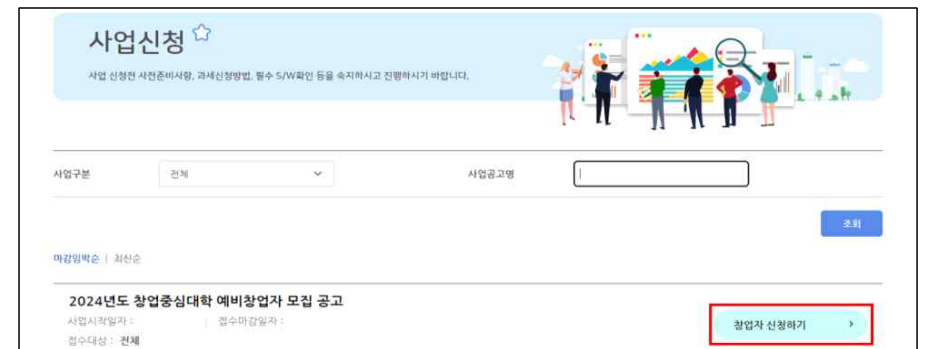 사업신청
사업 신청전 사전준비사항, 과세신청방법, 필수 S/W확인 등을 숙지하시고 진행하시기 바랍니다.
사업구분 전체 사업공고명
조회
마감임박순 | 최신순
2024년도 창업중심대학 예비창업자 모집 공고
사업시작일자 : | 접수마감일자 :
창업자 신청하기 >
접수대상 : 전체